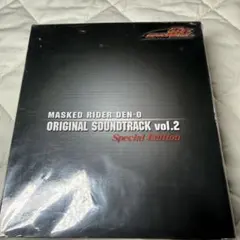 MASKED RIDER DEN-O
ORIGINAL SOUNDTRACK vol.2
Special Edition